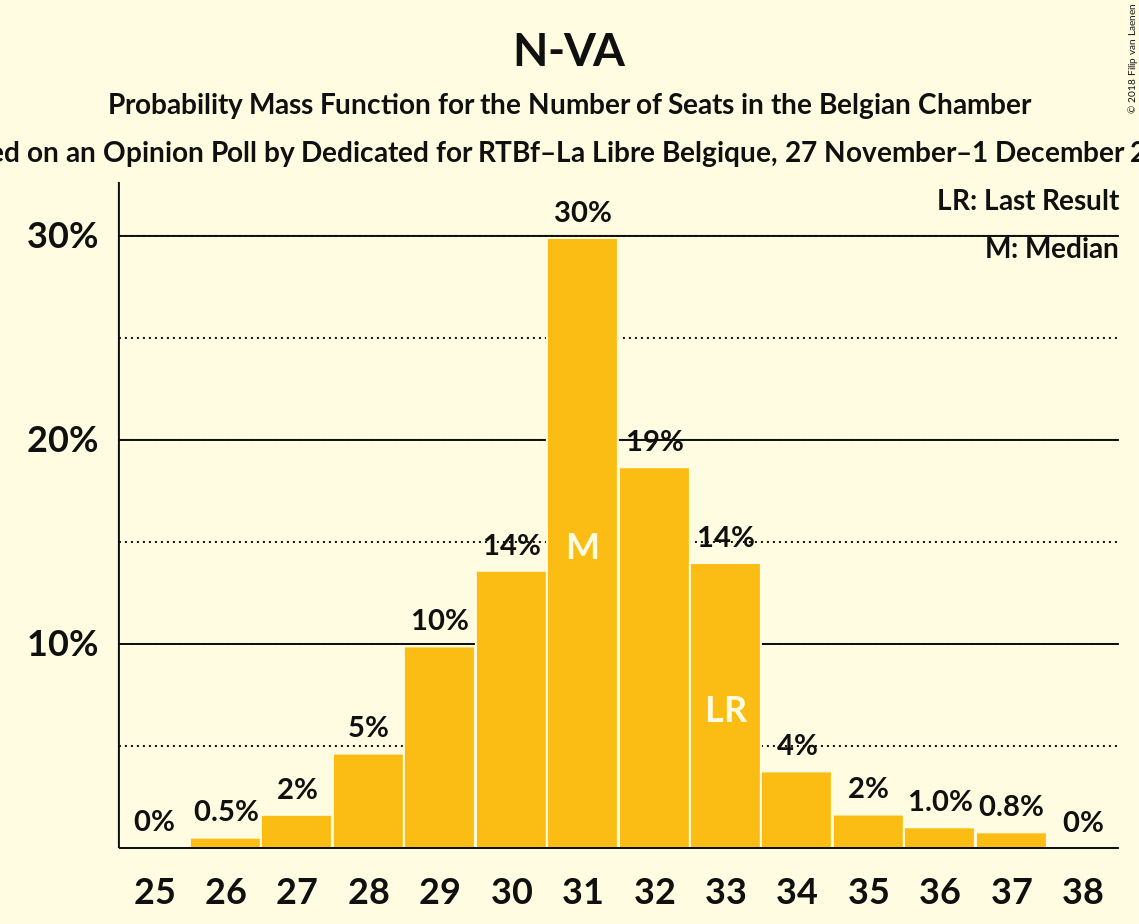 N-VA
Probability Mass Function for the Number of Seats in the Belgian Chamber
on an Opinion Poll by Dedicated for RTBf–La Libre Belgique, 27 November–1 December
© 2018 Filip van Laenen
LR: Last Result
M: Median
30%
20%
10%
0%
0.5%
2%
5%
10%
14%
30%
19%
14%
4%
2%
1.0%
0.8%
0%
M
LR
25 26 27 28 29 30 31 32 33 34 35 36 37 38